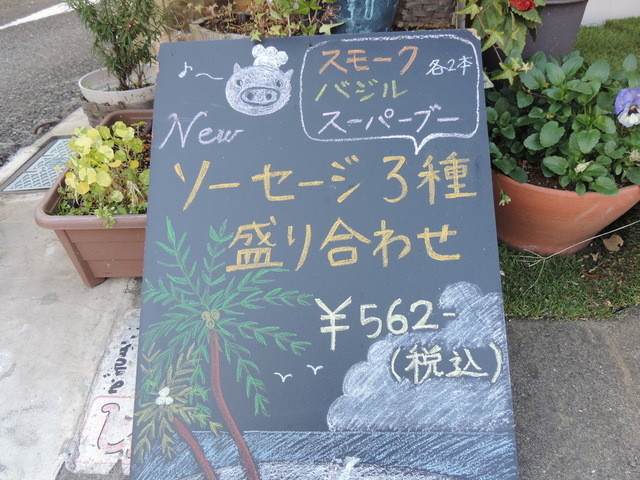 スモーク 各2本
バジル
スーパーブー
New
ソーセージ3種
盛り合わせ
¥562-
(税込)